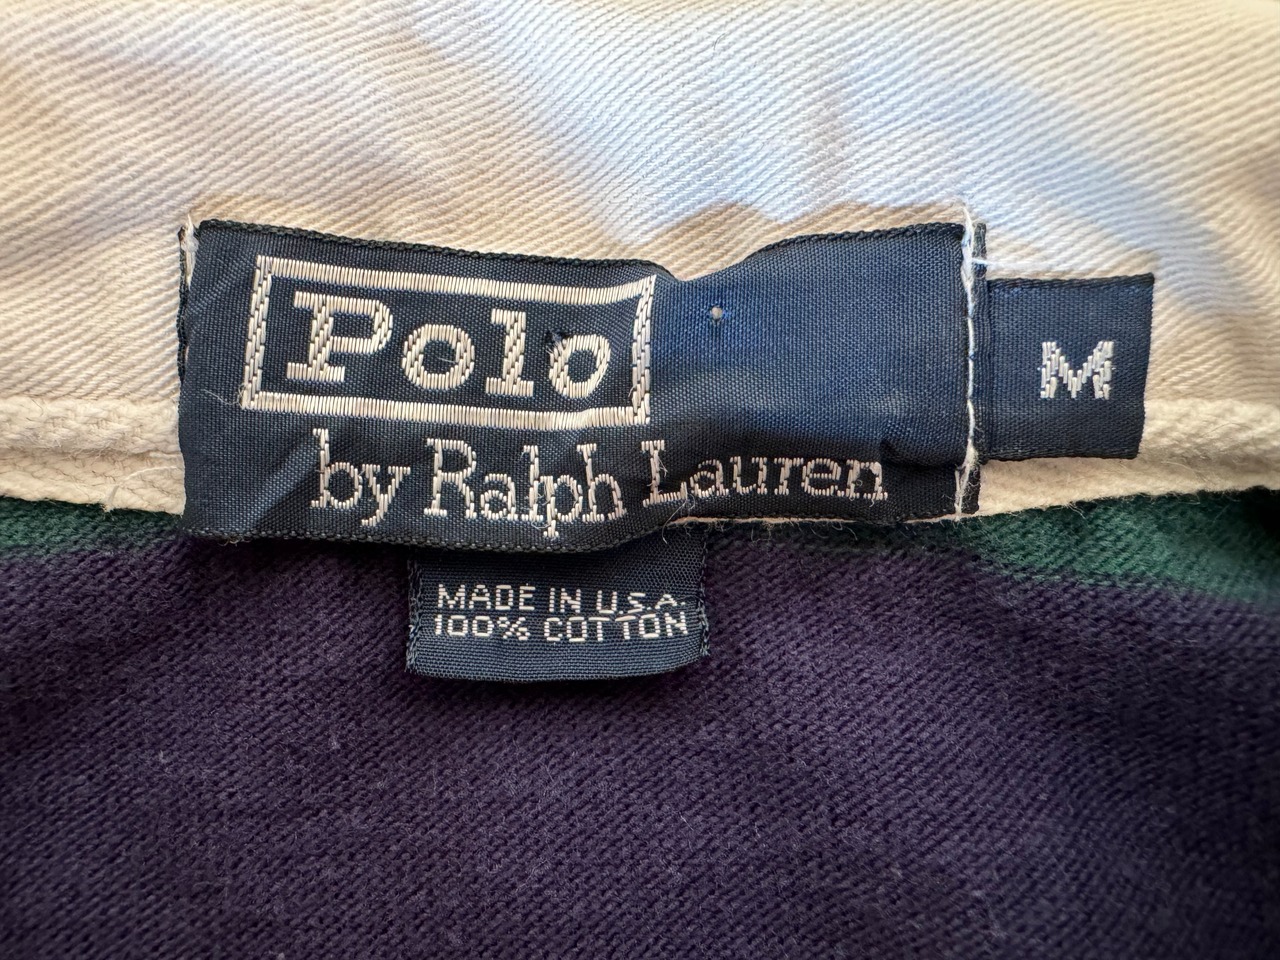 Polo
by Ralph Lauren
M
MADE IN U.S.A.
100% COTTON